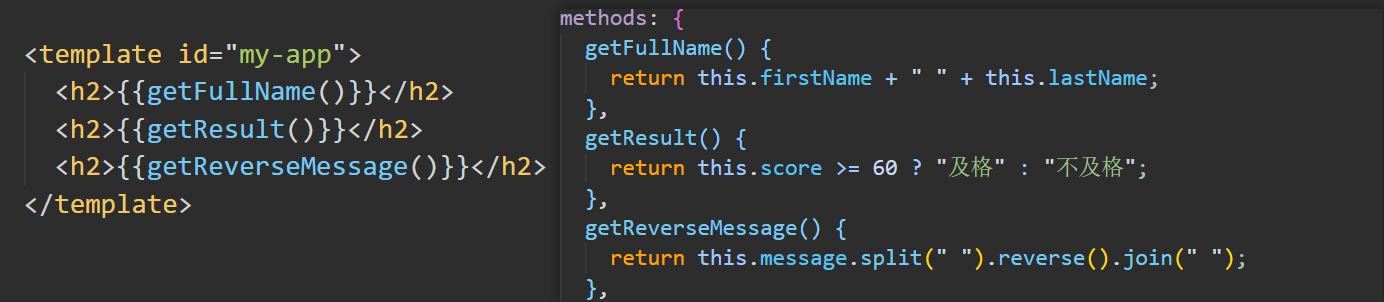 <template id="my-app">
  <h2>{{getFullName()}}</h2>
  <h2>{{getResult()}}</h2>
  <h2>{{getReverseMessage()}}</h2>
</template>
methods: {
  getFullName() {
    return this.firstName + " " + this.lastName;
  },
  getResult() {
    return this.score >= 60 ? "及格" : "不及格";
  },
  getReverseMessage() {
    return this.message.split(" ").reverse().join(" ");
  },